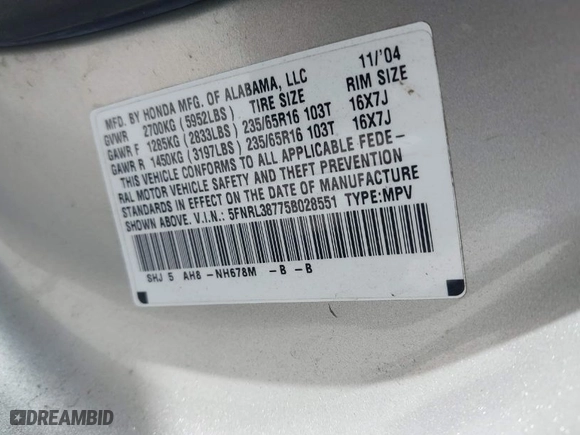 MFD. BY HONDA MFG. OF ALABAMA, LLC 11/'04
GVWR 2700KG (5952LBS) TIRE SIZE RIM SIZE
GAWR F 1285KG (2833LBS) 235/65R16 103T 16X7J
GAWR R 1450KG (3197LBS) 235/65R16 103T 16X7J
THIS VEHICLE CONFORMS TO ALL APPLICABLE FEDE-
RAL MOTOR VEHICLE SAFETY AND THEFT PREVENTION
STANDARDS IN EFFECT ON THE DATE OF MANUFACTURE
SHOWN ABOVE. V.I.N.: 5FNRL38775B028551 TYPE:MPV
SHJ 5 AH8 -NH678M -B -B
DREAMBID